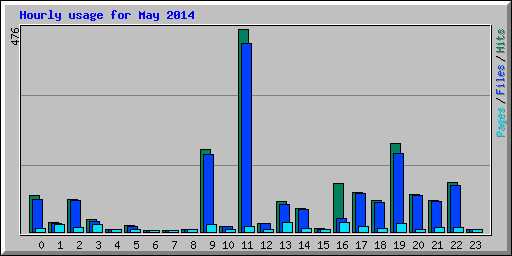 Hourly usage for May 2014
476
Pages/Files/Hits
0 1 2 3 4 5 6 7 8 9 10 11 12 13 14 15 16 17 18 19 20 21 22 23